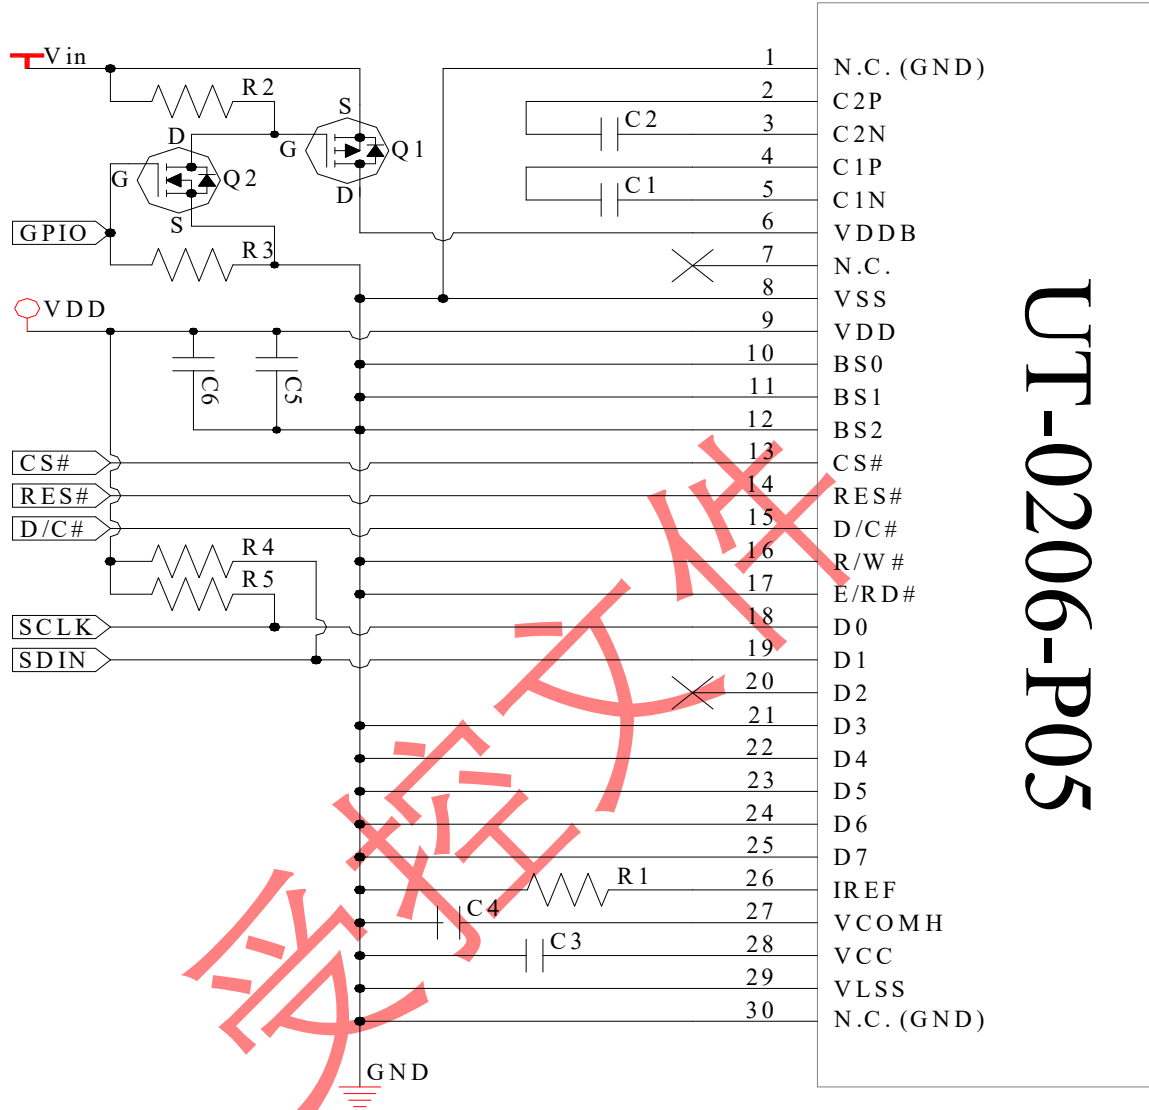 Vin
R2
S
D
G
Q1
G
Q2
D
S
GPIO
R3
VDD
C6
C5
CS#
RES#
D/C#
R4
R5
SCLK
SDIN
C2
C1
R1
C4
C3
GND
1 N.C. (GND)
2 C2P
3 C2N
4 C1P
5 C1N
6 VDDB
7 N.C.
8 VSS
9 VDD
10 BS0
11 BS1
12 BS2
13 CS#
14 RES#
15 D/C#
16 R/W#
17 E/RD#
18 D0
19 D1
20 D2
21 D3
22 D4
23 D5
24 D6
25 D7
26 IREF
27 VCOMH
28 VCC
29 VLSS
30 N.C. (GND)
UT-0206-P05
受控文件